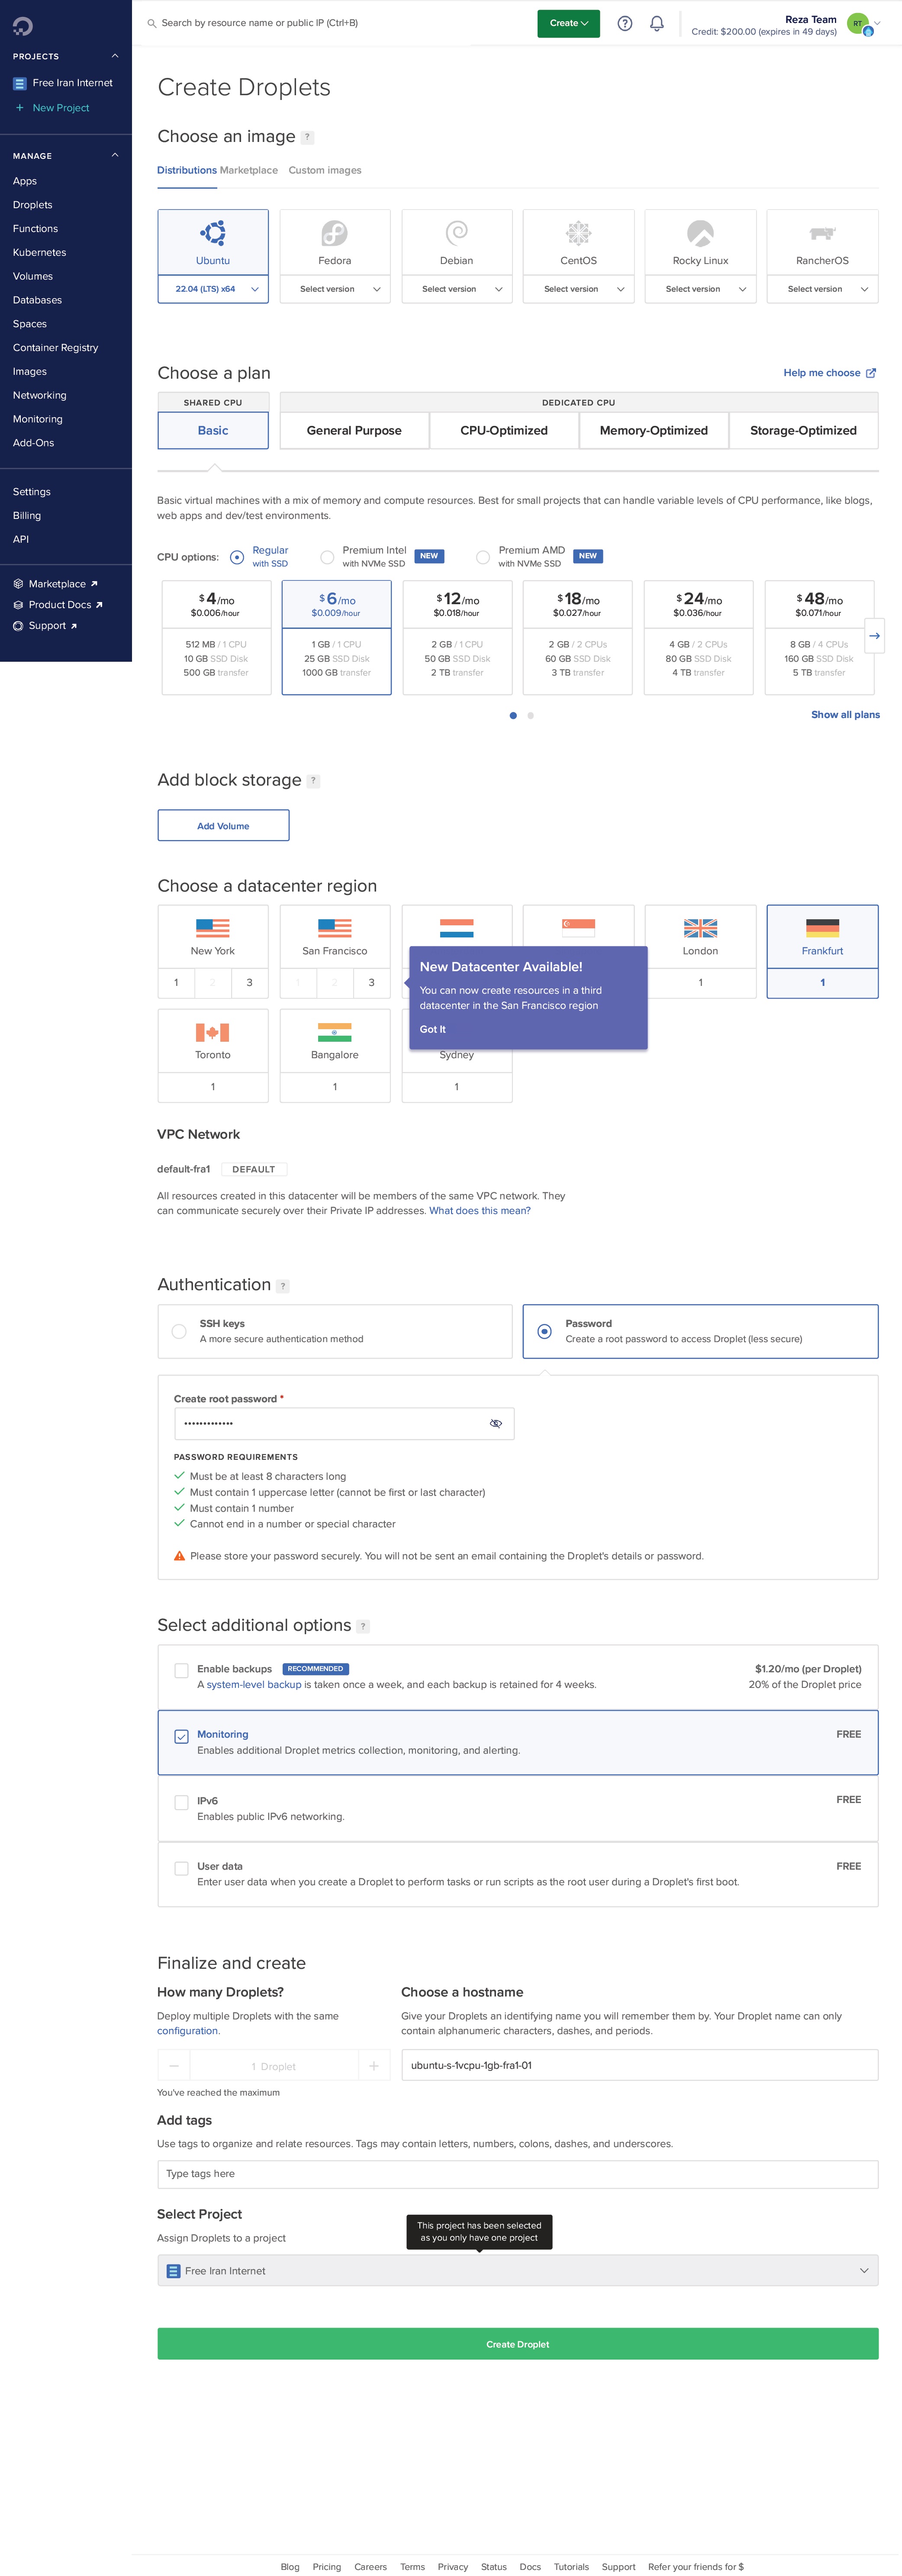 Search by resource name or public IP (Ctrl+B)
Create
?
Reza Team
Credit: $200.00 (expires in 49 days)
RT
PROJECTS
Free Iran Internet
+ New Project
MANAGE
Apps
Droplets
Functions
Kubernetes
Volumes
Databases
Spaces
Container Registry
Images
Networking
Monitoring
Add-Ons
Settings
Billing
API
Marketplace
Product Docs
Support
Create Droplets
Choose an image ?
Distributions Marketplace Custom images
Ubuntu Fedora Debian CentOS Rocky Linux RancherOS
22.04 (LTS) x64 Select version Select version Select version Select version Select version
Choose a plan Help me choose
SHARED CPU DEDICATED CPU
Basic General Purpose CPU-Optimized Memory-Optimized Storage-Optimized
Basic virtual machines with a mix of memory and compute resources. Best for small projects that can handle variable levels of CPU performance, like blogs,
web apps and dev/test environments.
CPU options: Regular with SSD Premium Intel with NVMe SSD NEW Premium AMD with NVMe SSD NEW
$4/mo $6/mo $12/mo $18/mo $24/mo $48/mo
$0.006/hour $0.009/hour $0.018/hour $0.027/hour $0.036/hour $0.071/hour
512 MB / 1 CPU 1 GB / 1 CPU 2 GB / 1 CPU 2 GB / 2 CPUs 4 GB / 2 CPUs 8 GB / 4 CPUs
10 GB SSD Disk 25 GB SSD Disk 50 GB SSD Disk 60 GB SSD Disk 80 GB SSD Disk 160 GB SSD Disk
500 GB transfer 1000 GB transfer 2 TB transfer 3 TB transfer 4 TB transfer 5 TB transfer
Show all plans
Add block storage ?
Add Volume
Choose a datacenter region
New York San Francisco London Frankfurt
1 2 3 1 2 3 1 1
New Datacenter Available!
You can now create resources in a third
datacenter in the San Francisco region
Got It
Toronto Bangalore Sydney
1 1 1
VPC Network
default-fra1 DEFAULT
All resources created in this datacenter will be members of the same VPC network. They
can communicate securely over their Private IP addresses. What does this mean?
Authentication ?
SSH keys
A more secure authentication method
Password
Create a root password to access Droplet (less secure)
Create root password *
•••••••••••••
PASSWORD REQUIREMENTS
Must be at least 8 characters long
Must contain 1 uppercase letter (cannot be first or last character)
Must contain 1 number
Cannot end in a number or special character
Please store your password securely. You will not be sent an email containing the Droplet's details or password.
Select additional options ?
Enable backups RECOMMENDED $1.20/mo (per Droplet)
A system-level backup is taken once a week, and each backup is retained for 4 weeks. 20% of the Droplet price
Monitoring FREE
Enables additional Droplet metrics collection, monitoring, and alerting.
IPv6 FREE
Enables public IPv6 networking.
User data FREE
Enter user data when you create a Droplet to perform tasks or run scripts as the root user during a Droplet's first boot.
Finalize and create
How many Droplets?
Deploy multiple Droplets with the same
configuration.
− 1 Droplet +
You've reached the maximum
Choose a hostname
Give your Droplets an identifying name you will remember them by. Your Droplet name can only
contain alphanumeric characters, dashes, and periods.
ubuntu-s-1vcpu-1gb-fra1-01
Add tags
Use tags to organize and relate resources. Tags may contain letters, numbers, colons, dashes, and underscores.
Type tags here
Select Project
Assign Droplets to a project
This project has been selected
as you only have one project
Free Iran Internet
Create Droplet
Blog Pricing Careers Terms Privacy Status Docs Tutorials Support Refer your friends for $